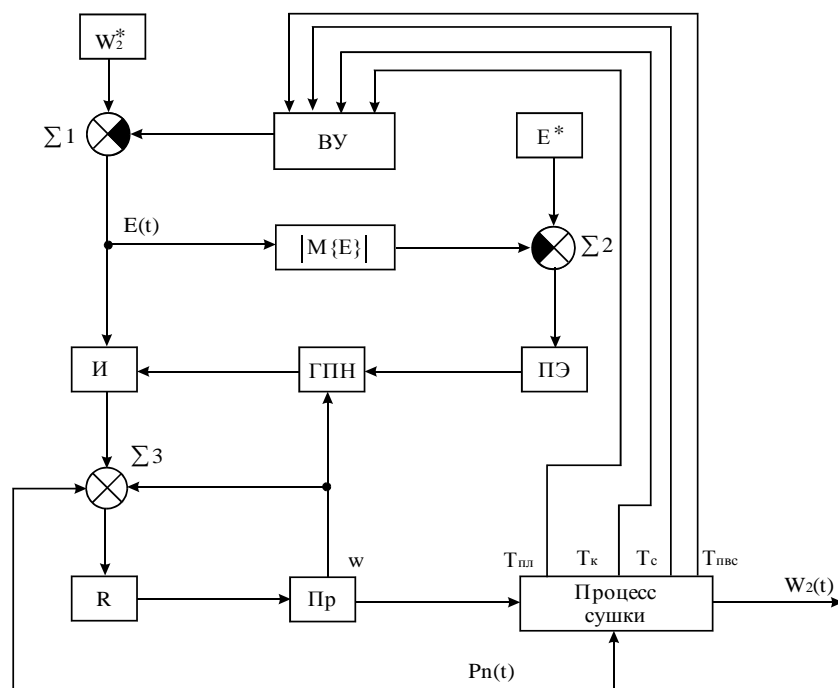 W₂*
∑1
ВУ
E*
E(t)
|M{E}|
∑2
И
ГПН
ПЭ
∑3
w
Tпл
Tк
Tс
Tпвс
R
Пр
Процесс
сушки
W₂(t)
Pn(t)